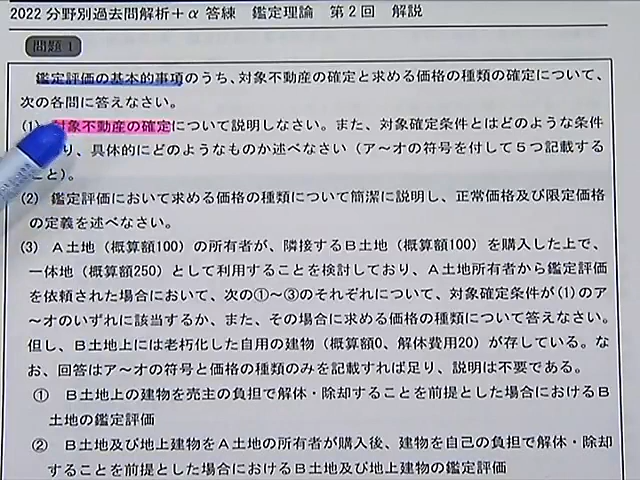 2022 分野別過去問解析+α 答練 鑑定理論 第2回 解説
問題1
鑑定評価の基本的事項のうち、対象不動産の確定と求める価格の種類の確定について、
次の各問に答えなさい。
(1) 対象不動産の確定について説明しなさい。また、対象確定条件とはどのような条件
り、具体的にどのようなものか述べなさい（ア～オの符号を付して5つ記載する
こと）。
(2) 鑑定評価において求める価格の種類について簡潔に説明し、正常価格及び限定価格
の定義を述べなさい。
(3) A土地（概算額100）の所有者が、隣接するB土地（概算額100）を購入した上で、
一体地（概算額250）として利用することを検討しており、A土地所有者から鑑定評価
を依頼された場合において、次の①～③のそれぞれについて、対象確定条件が(1)のア
～オのいずれに該当するか、また、その場合に求める価格の種類について答えなさい。
但し、B土地上には老朽化した自用の建物（概算額0、解体費用20）が存している。な
お、回答はア～オの符号と価格の種類のみを記載すれば足り、説明は不要である。
① B土地上の建物を売主の負担で解体・除却することを前提とした場合におけるB
土地の鑑定評価
② B土地及び地上建物をA土地の所有者が購入後、建物を自己の負担で解体・除却
することを前提とした場合におけるB土地及び地上建物の鑑定評価